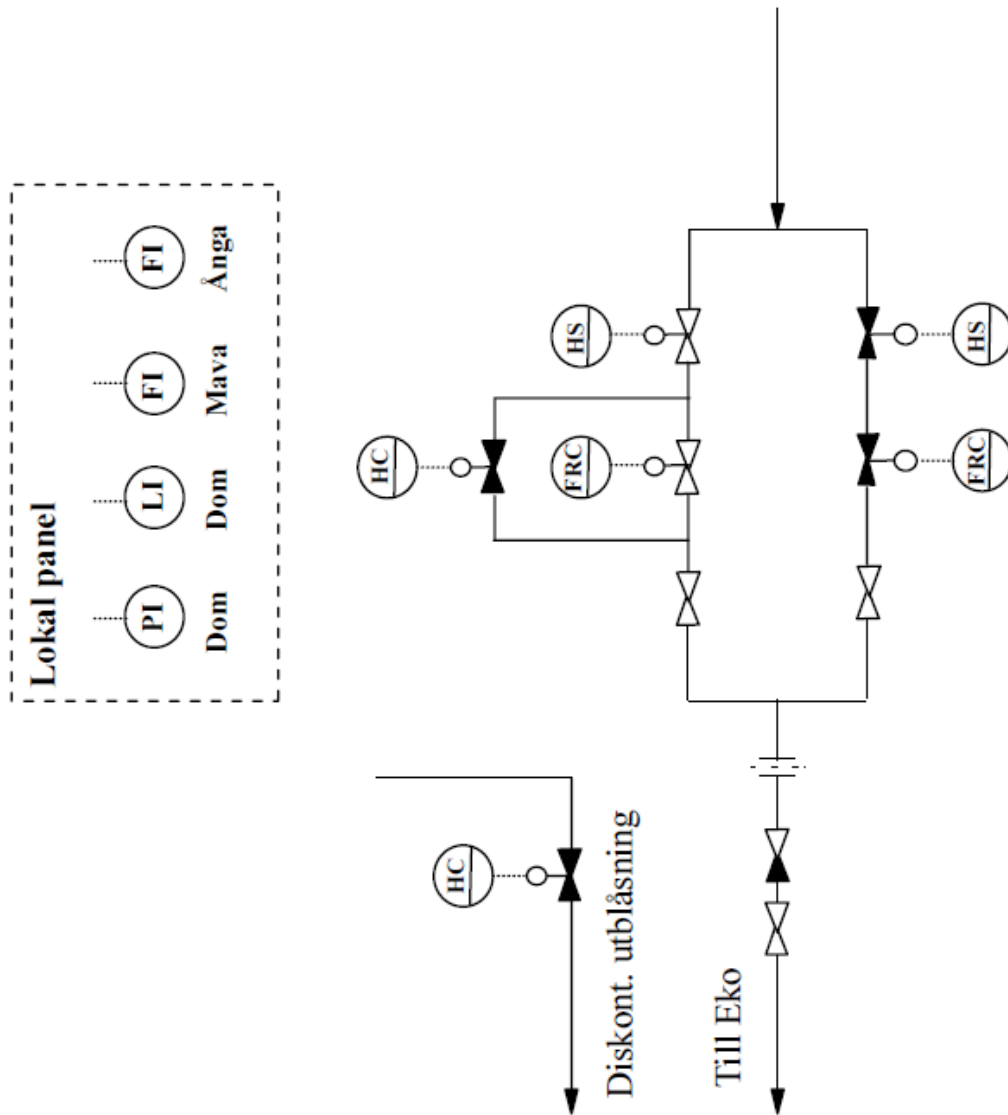 Lokal panel
PI LI FI FI
Dom Dom Mava Ånga
HC
HC
FRC HS
Diskont. utblåsning
Till Eko
FRC HS